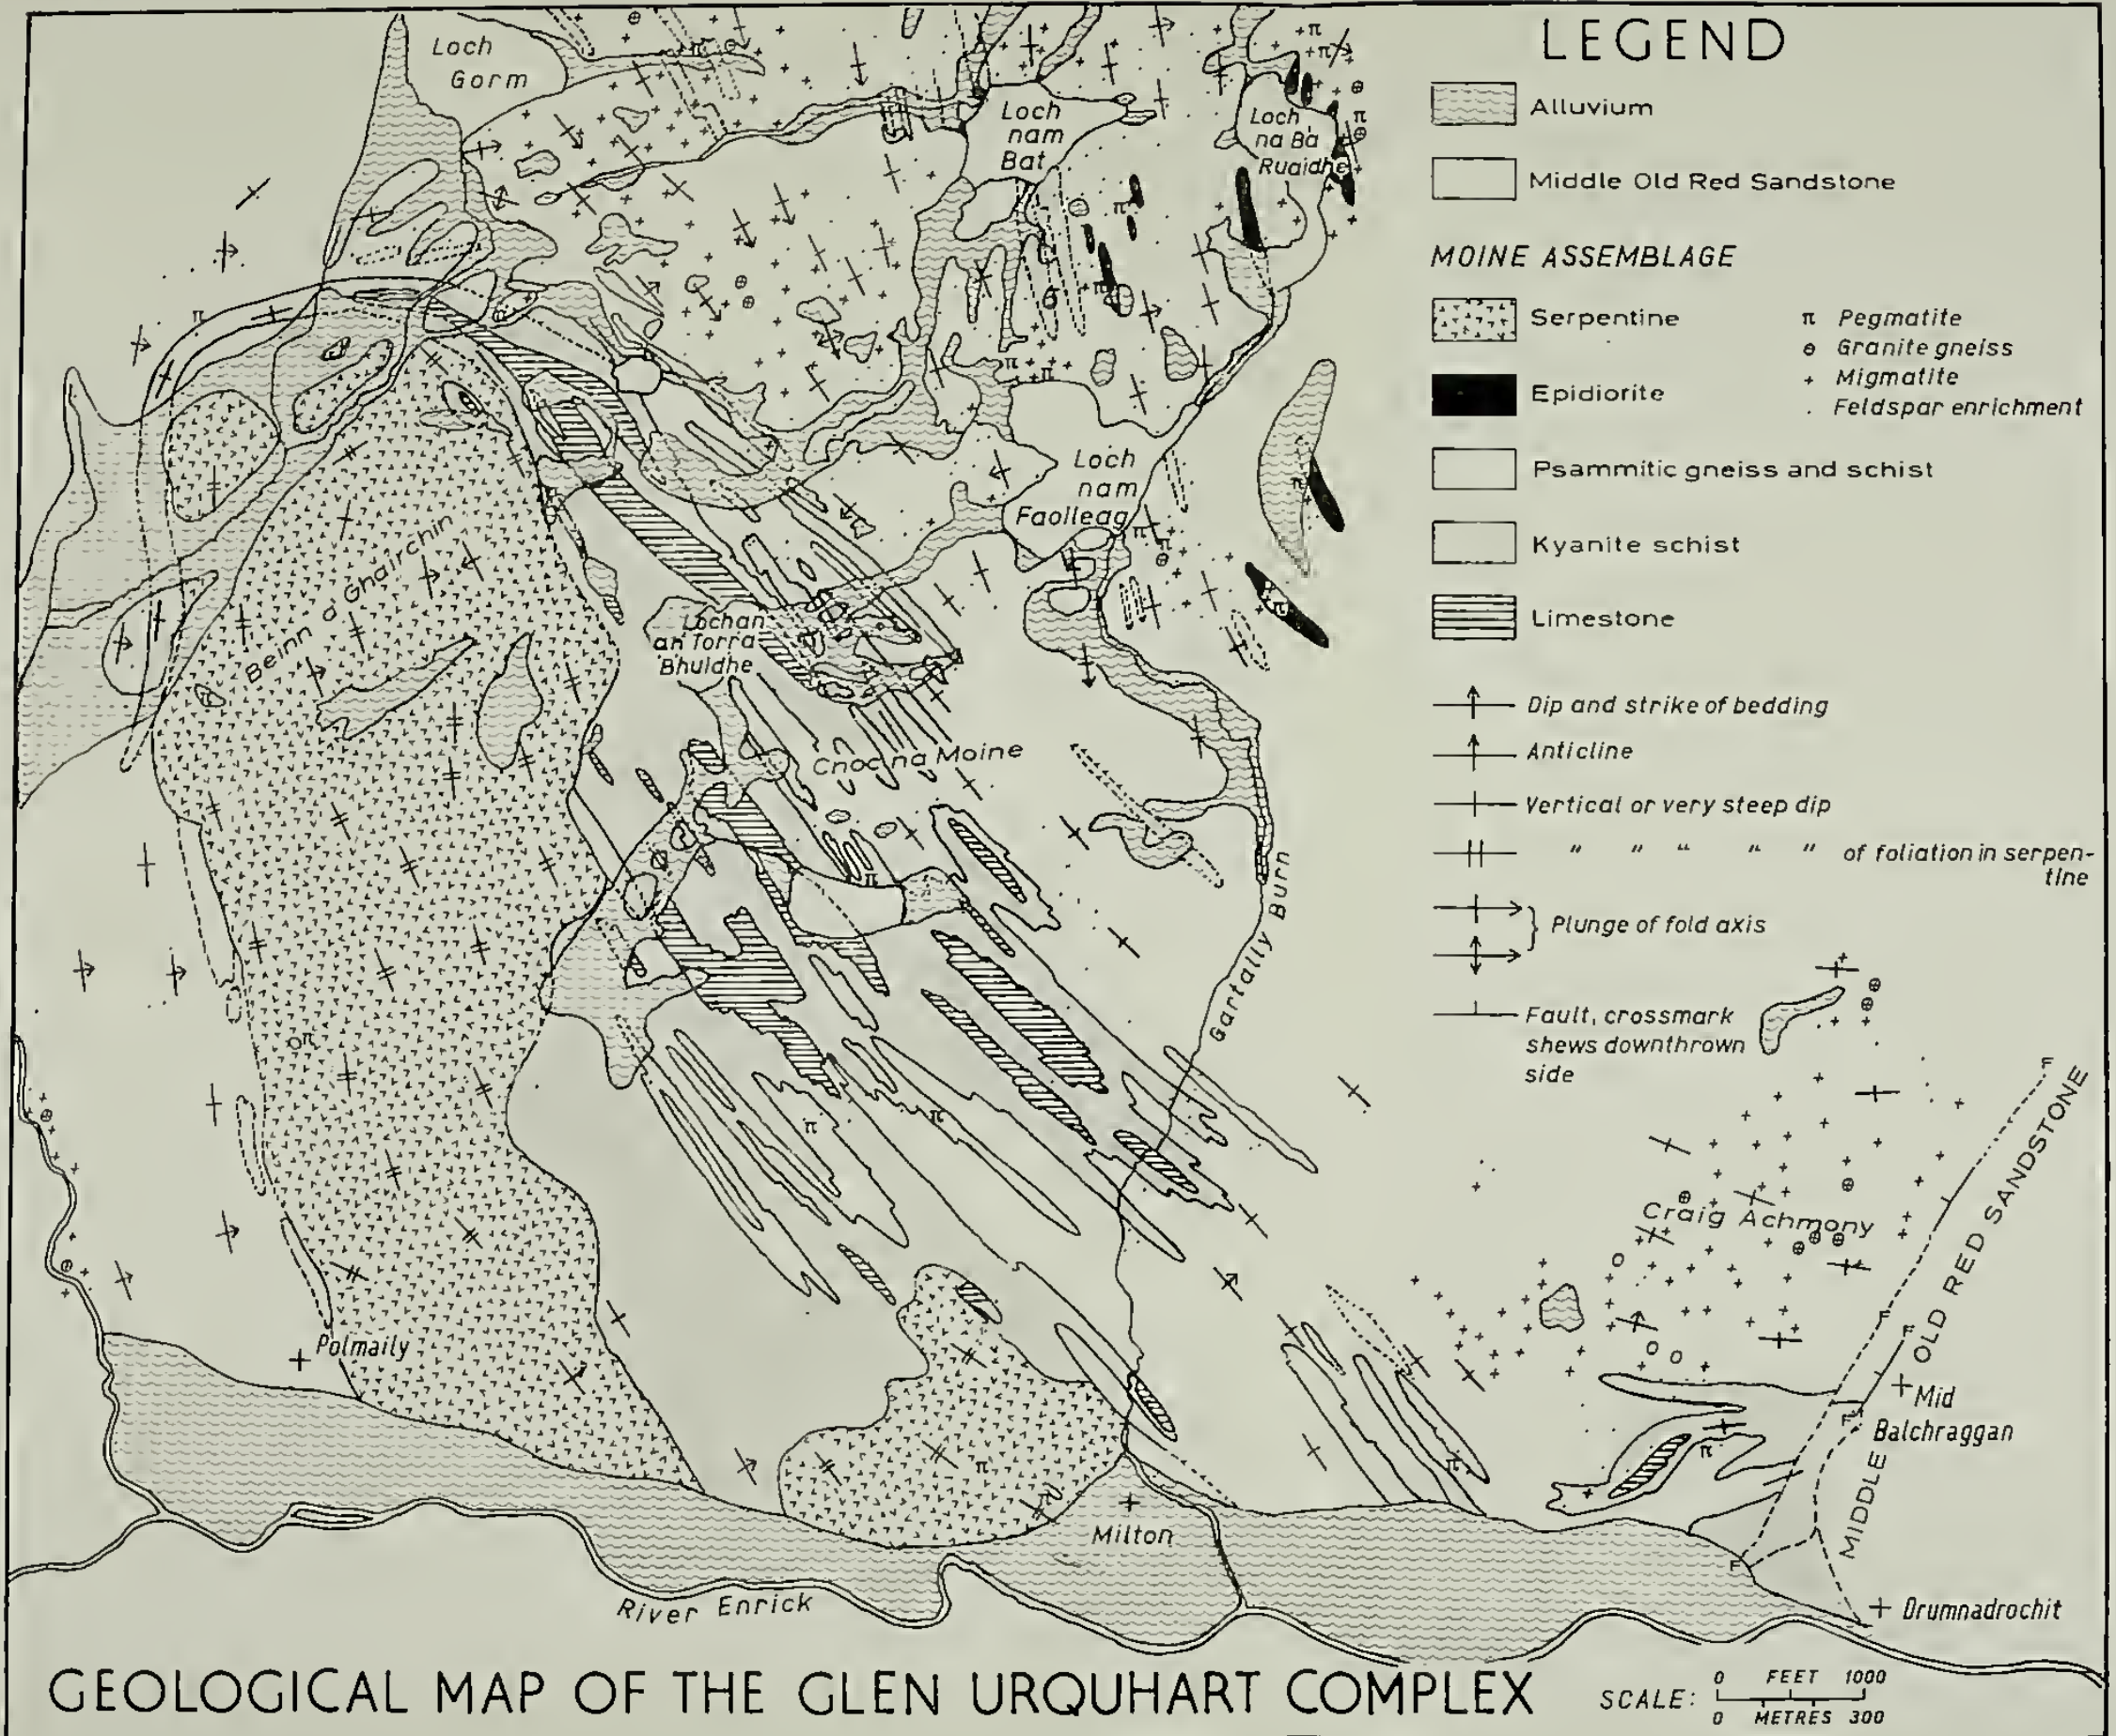 LEGEND
Alluvium
Middle Old Red Sandstone
MOINE ASSEMBLAGE
Serpentine
Epidiorite
Psammitic gneiss and schist
Kyanite schist
Limestone
π Pegmatite
Granite gneiss
+ Migmatite
. Feldspar enrichment
Dip and strike of bedding
Anticline
Vertical or very steep dip
" " " " " of foliation in serpen-
tine
Plunge of fold axis
Fault, crossmark
shews downthrown
side
Loch
Gorm
Loch
nam
Bat
Loch
na Bà
Ruaidhe
Loch
nam
Faolleag
Beinn a' Ghairchin
Lochan
an Torra
Bhuidhe
Cnoc na Moine
Gartally Burn
Craig Achmony
MIDDLE OLD RED SANDSTONE
F
F
F
F
F
Polmaily
Mid
Balchraggan
Milton
River Enrick
Drumnadrochit
GEOLOGICAL MAP OF THE GLEN URQUHART COMPLEX
SCALE:
0 FEET 1000
0 METRES 300